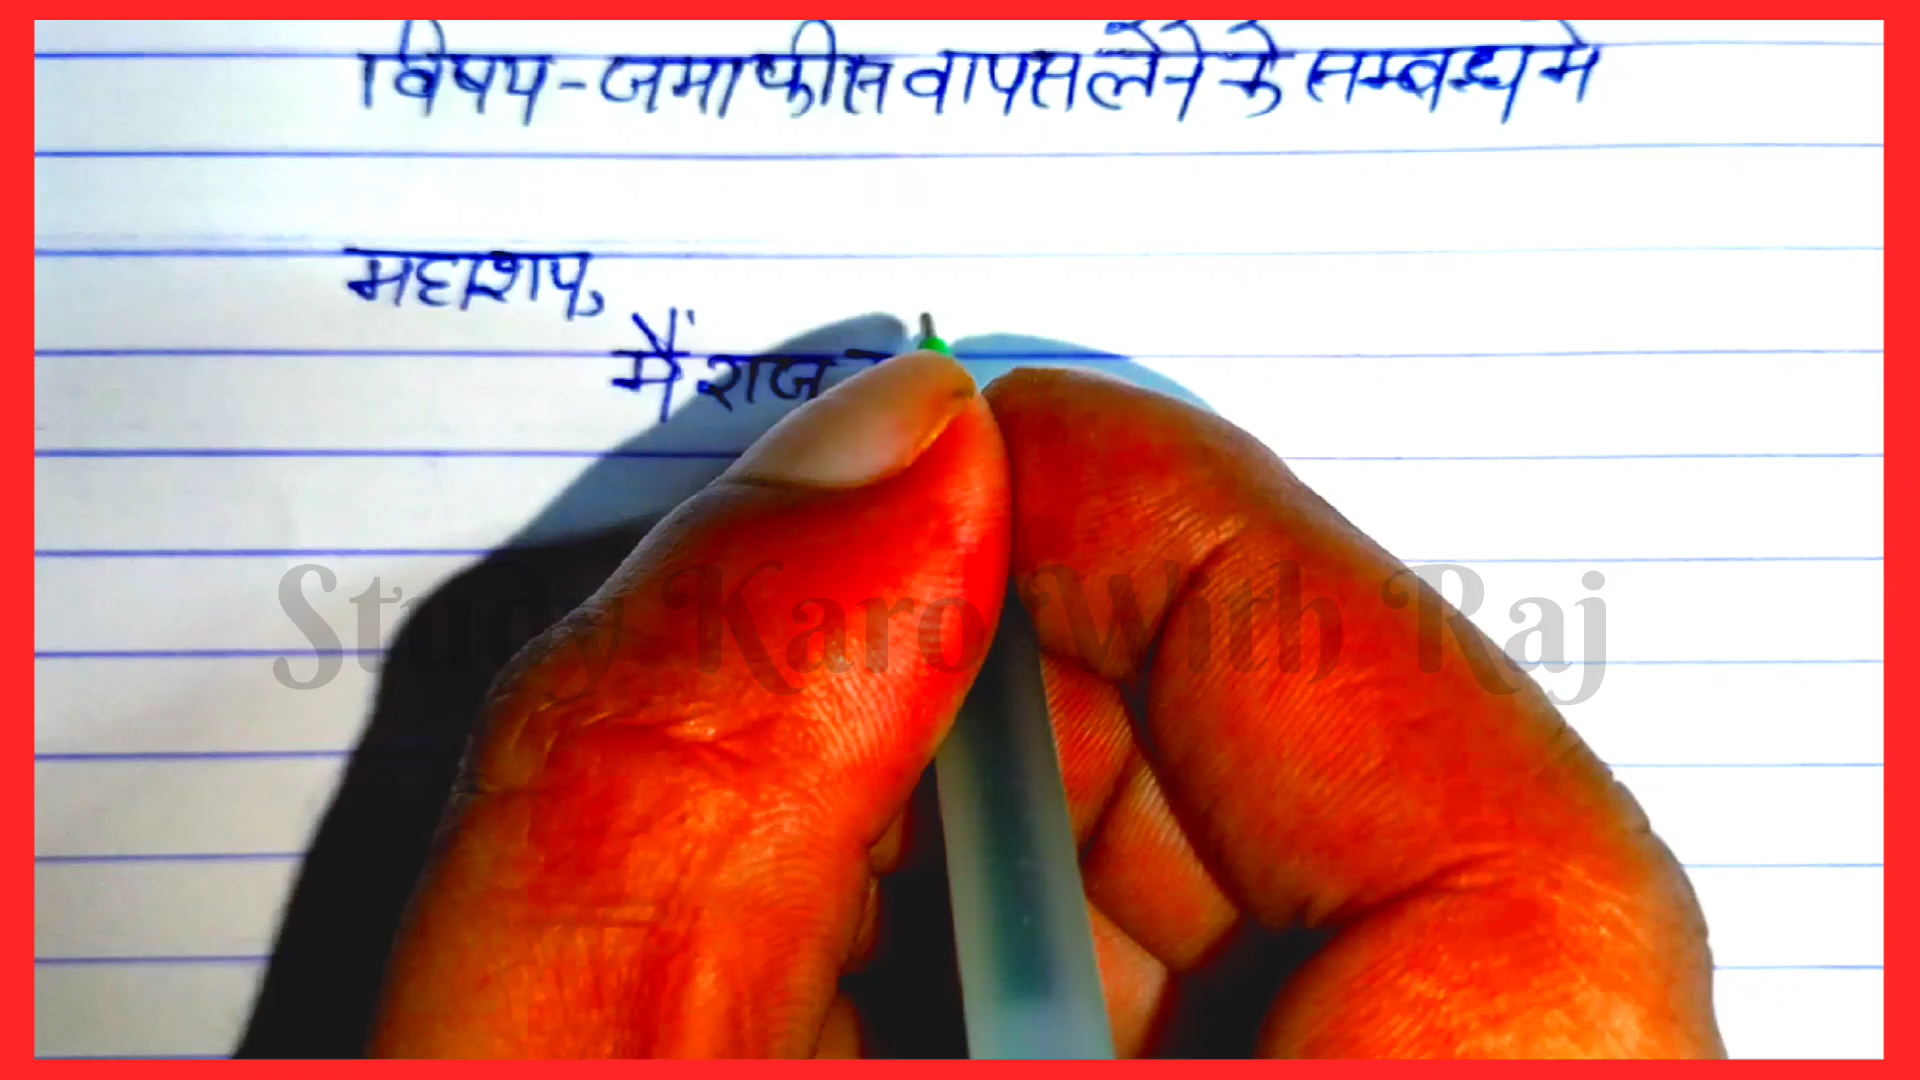 विषय - जमा फीस वापस लेने के सम्बन्ध में
महाशय,
मैं राज
Study Karo With Raj